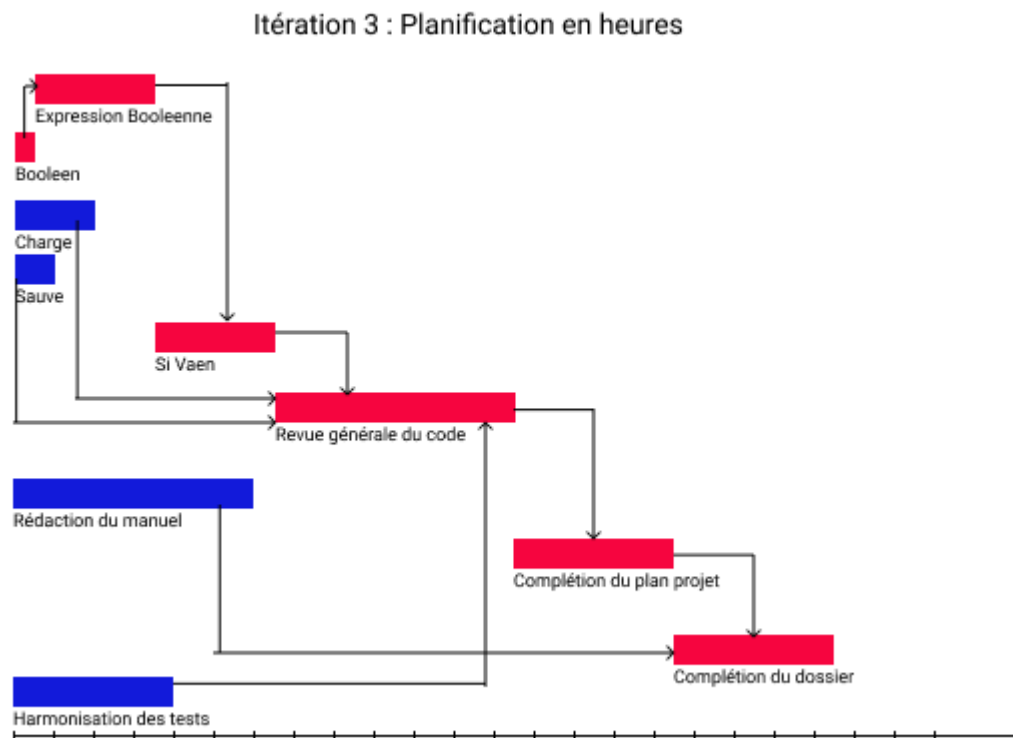 Itération 3 : Planification en heures
Expression Booleenne
Booleen
Charge
Sauve
Si Vaen
Revue générale du code
Rédaction du manuel
Complétion du plan projet
Complétion du dossier
Harmonisation des tests